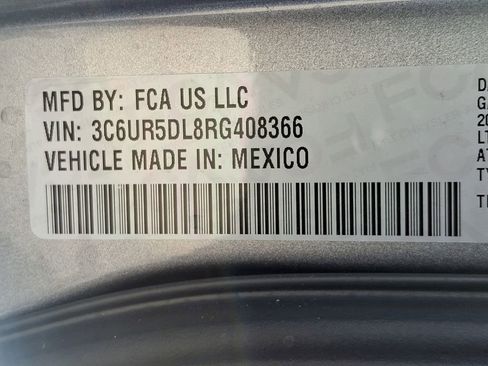 MFD BY: FCA US LLC
VIN: 3C6UR5DL8RG408366
VEHICLE MADE IN: MEXICO